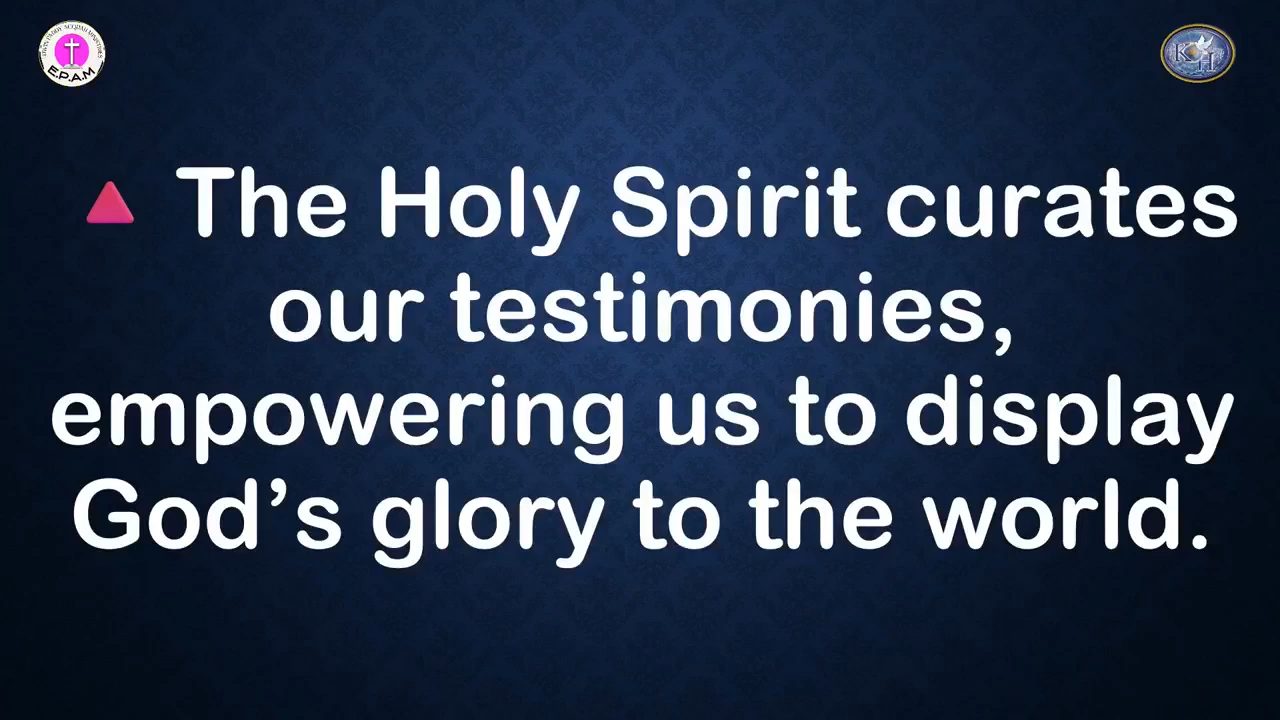 E.P.A.M
K H
🔺 The Holy Spirit curates
our testimonies,
empowering us to display
God’s glory to the world.